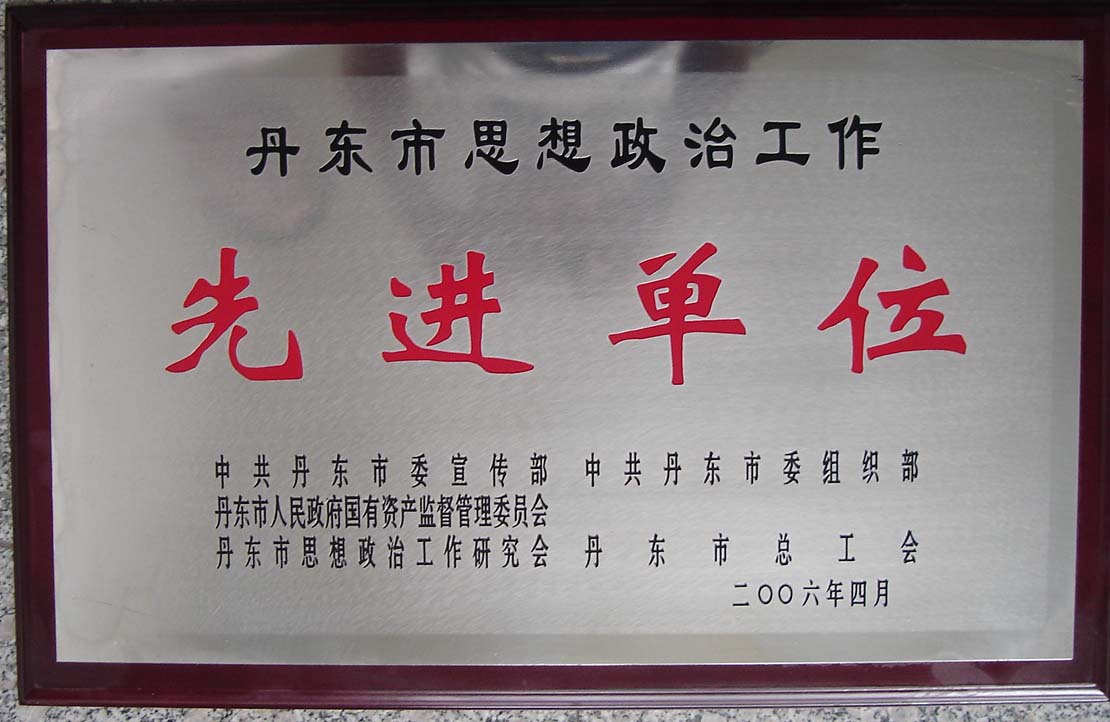 丹东市思想政治工作
先进单位
中共丹东市委宣传部 中共丹东市委组织部
丹东市人民政府国有资产监督管理委员会
丹东市思想政治工作研究会 丹东市总工会
二〇〇六年四月